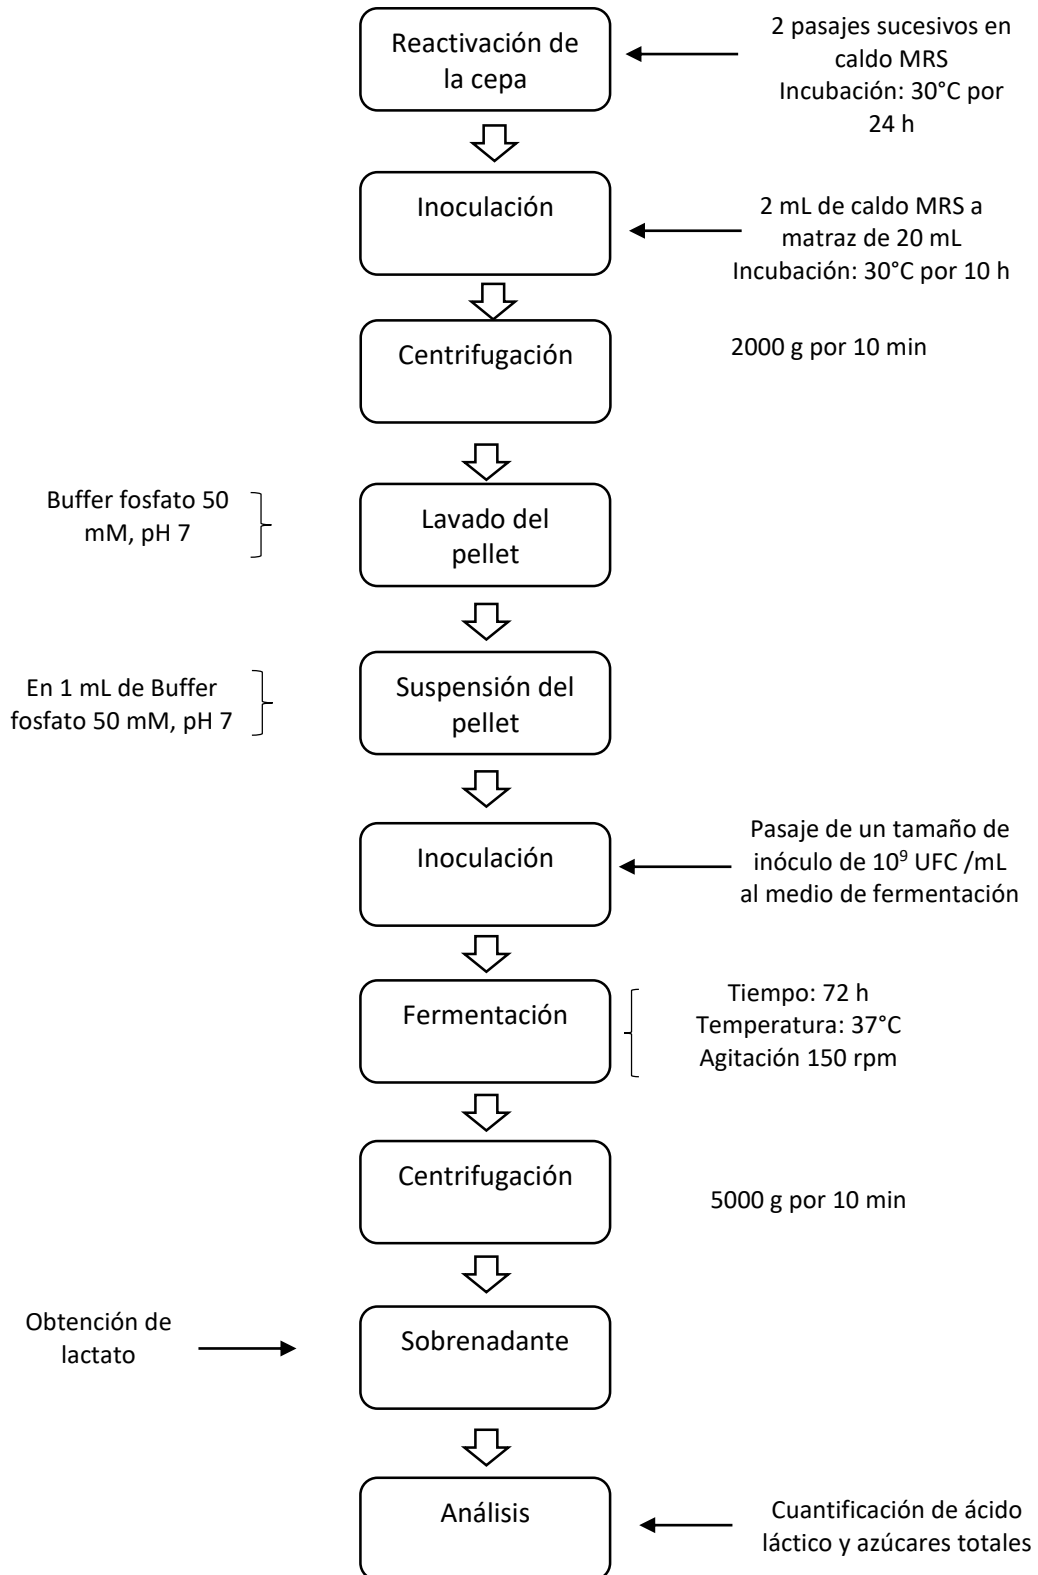 Reactivación de
la cepa
2 pasajes sucesivos en
caldo MRS
Incubación: 30°C por
24 h
Inoculación
2 mL de caldo MRS a
matraz de 20 mL
Incubación: 30°C por 10 h
Centrifugación
2000 g por 10 min
Buffer fosfato 50
mM, pH 7
Lavado del
pellet
En 1 mL de Buffer
fosfato 50 mM, pH 7
Suspensión del
pellet
Inoculación
Pasaje de un tamaño de
inóculo de 10⁹ UFC /mL
al medio de fermentación
Fermentación
Tiempo: 72 h
Temperatura: 37°C
Agitación 150 rpm
Centrifugación
5000 g por 10 min
Obtención de
lactato
Sobrenadante
Análisis
Cuantificación de ácido
láctico y azúcares totales